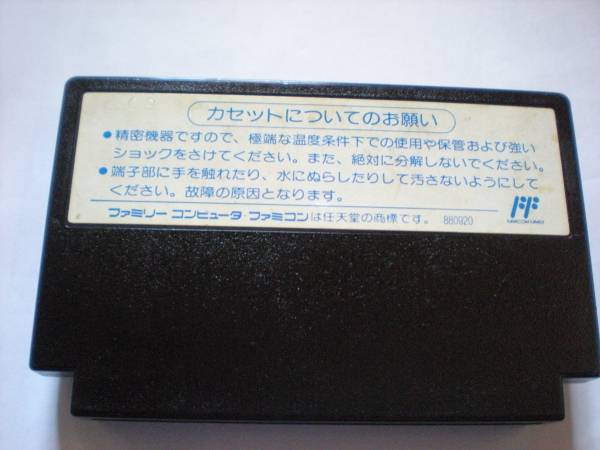 カセットについてのお願い
●精密機器ですので、極端な温度条件下での使用や保管および強い
ショックをさけてください。また、絶対に分解しないでください。
●端子部に手を触れたり、水にぬらしたりして汚さないようにして
ください。故障の原因となります。
ファミリーコンピュータ・ファミコンは任天堂の商標です。 880920
FF
FAMICOM FAMILY